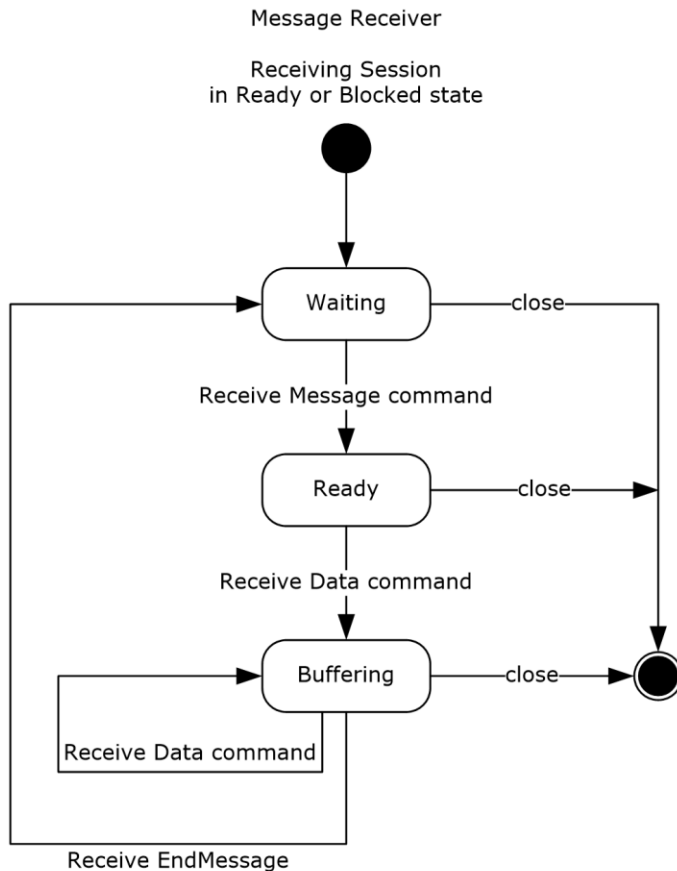 Message Receiver
Receiving Session
in Ready or Blocked state
Waiting
close
Receive Message command
Ready
close
Receive Data command
Buffering
close
Receive Data command
Receive EndMessage